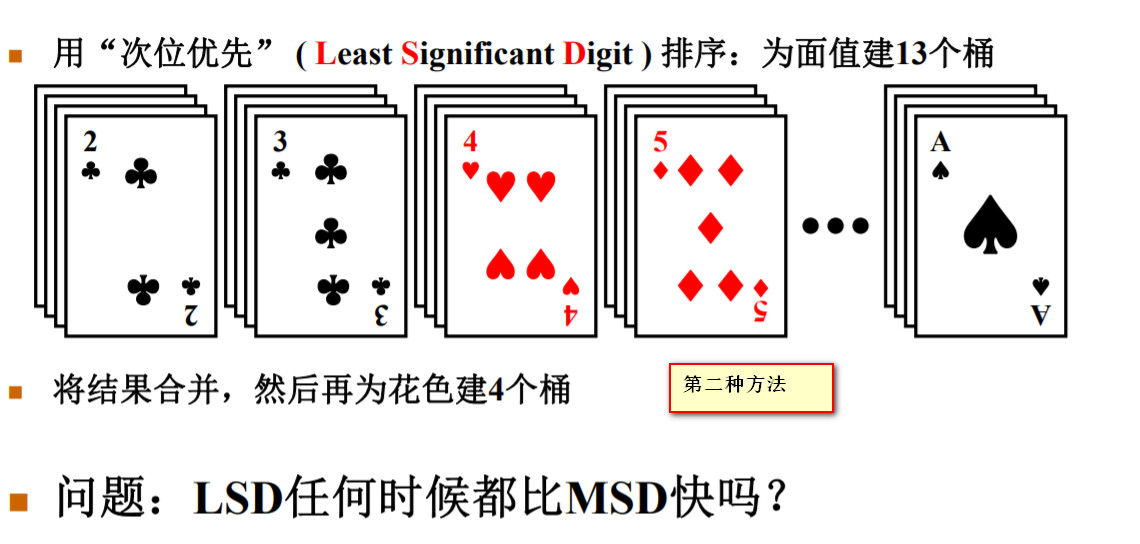 用“次位优先” ( Least Significant Digit ) 排序：为面值建13个桶
2 3 4 5 A
2 3 4 5 A
将结果合并，然后再为花色建4个桶
第二种方法
问题：LSD任何时候都比MSD快吗？